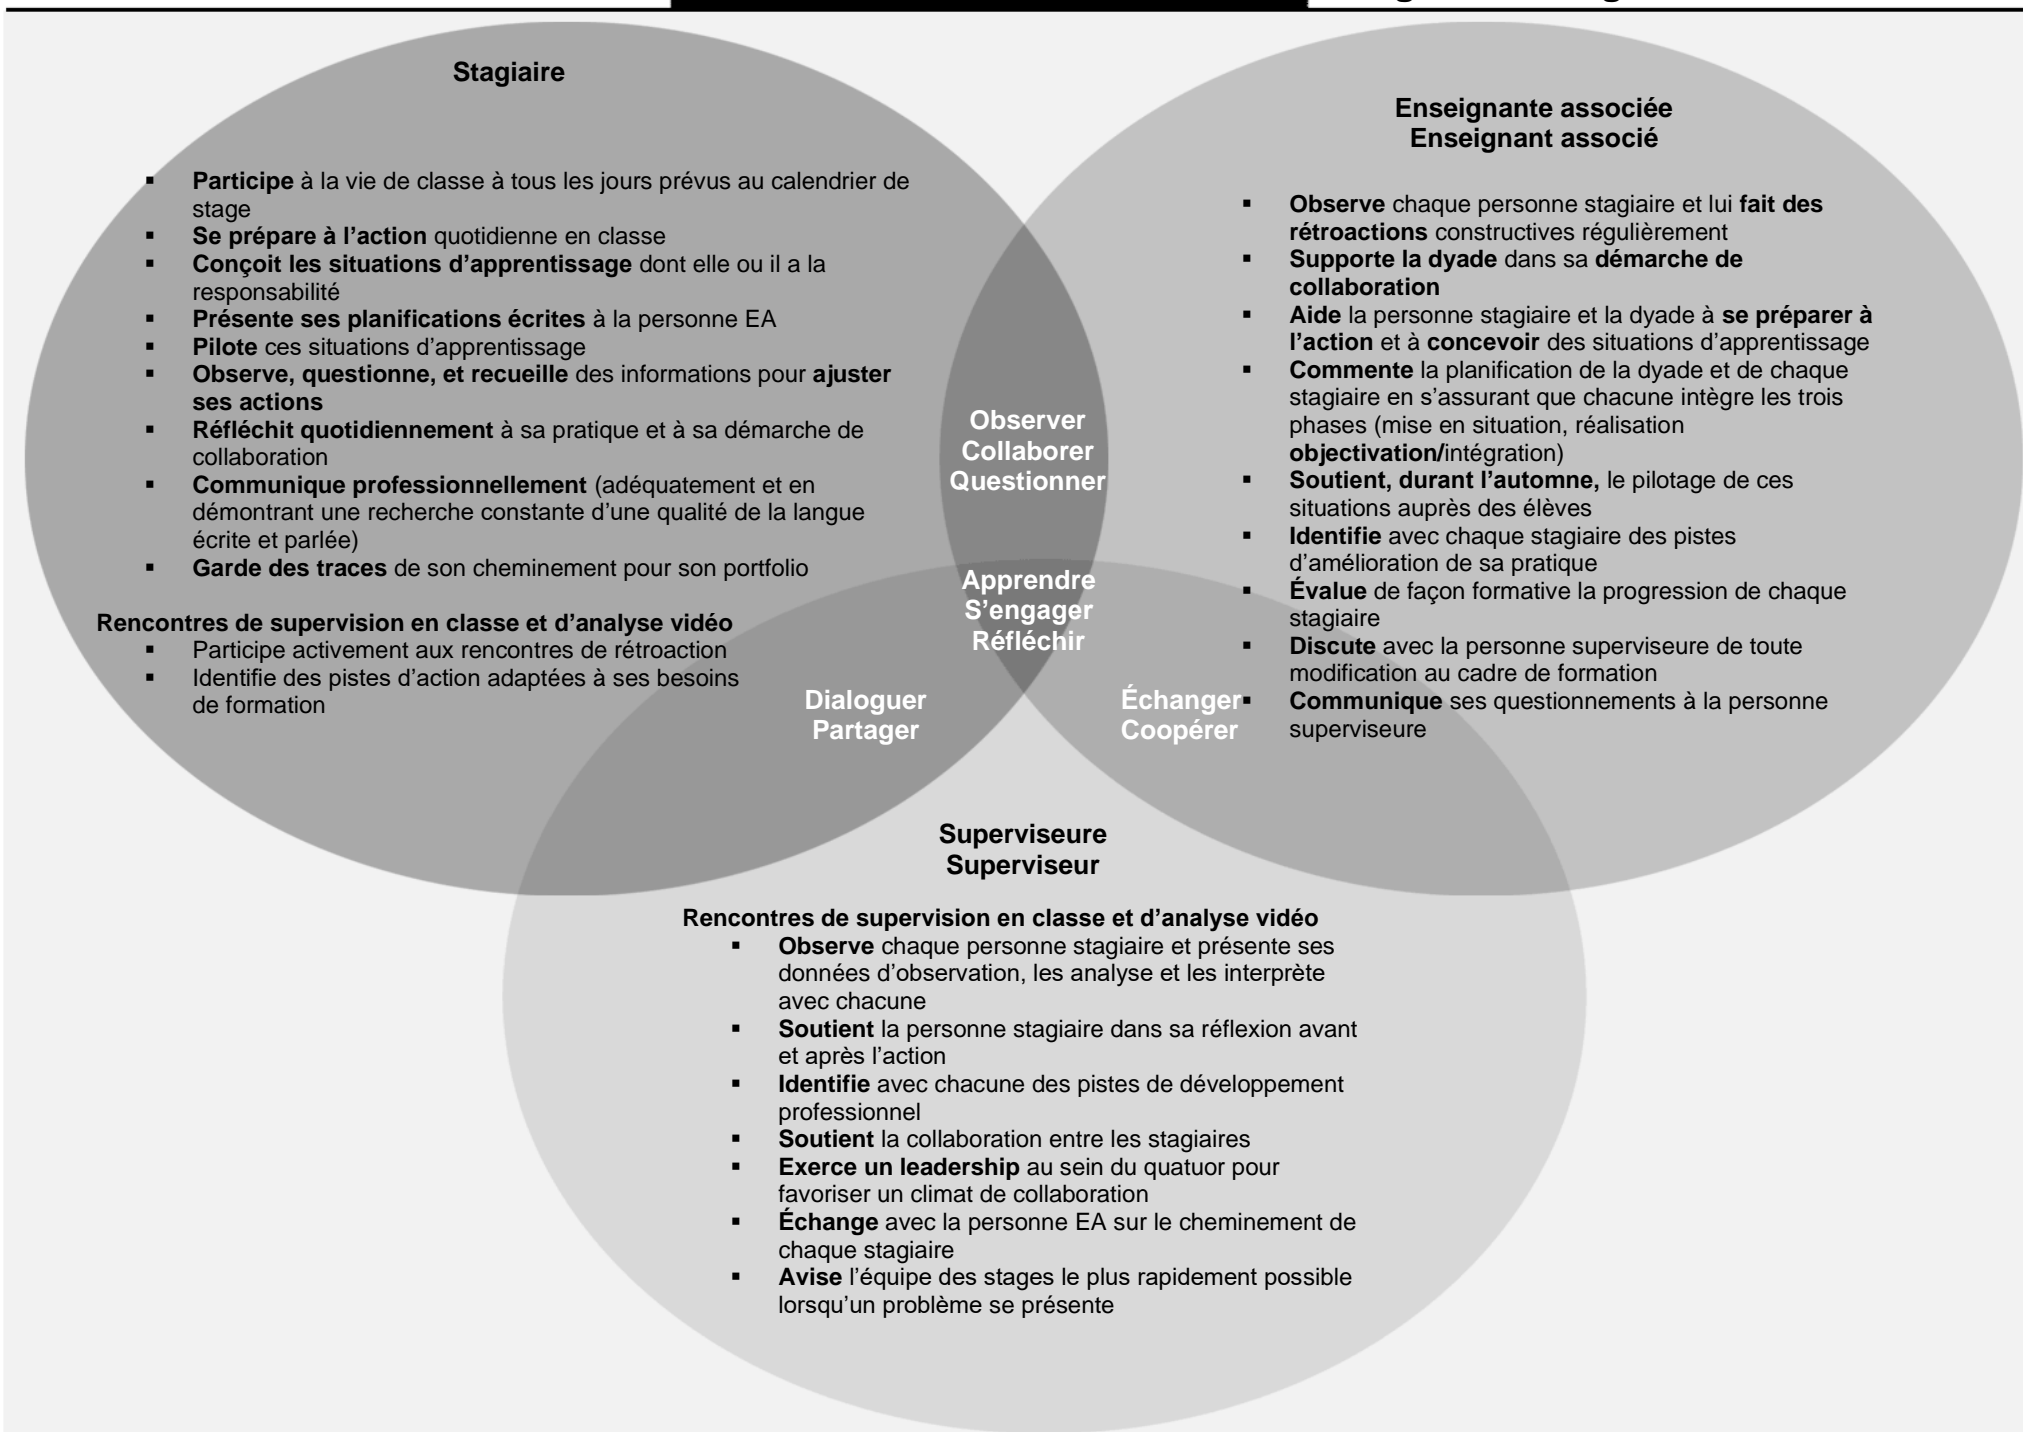 Stagiaire
▪ Participe à la vie de classe à tous les jours prévus au calendrier de
stage
▪ Se prépare à l’action quotidienne en classe
▪ Conçoit les situations d’apprentissage dont elle ou il a la
responsabilité
▪ Présente ses planifications écrites à la personne EA
▪ Pilote ces situations d’apprentissage
▪ Observe, questionne, et recueille des informations pour ajuster
ses actions
▪ Réfléchit quotidiennement à sa pratique et à sa démarche de
collaboration
▪ Communique professionnellement (adéquatement et en
démontrant une recherche constante d’une qualité de la langue
écrite et parlée)
▪ Garde des traces de son cheminement pour son portfolio
Rencontres de supervision en classe et d’analyse vidéo
▪ Participe activement aux rencontres de rétroaction
▪ Identifie des pistes d’action adaptées à ses besoins
de formation
Enseignante associée
Enseignant associé
▪ Observe chaque personne stagiaire et lui fait des
rétroactions constructives régulièrement
▪ Supporte la dyade dans sa démarche de
collaboration
▪ Aide la personne stagiaire et la dyade à se préparer à
l’action et à concevoir des situations d’apprentissage
▪ Commente la planification de la dyade et de chaque
stagiaire en s’assurant que chacune intègre les trois
phases (mise en situation, réalisation
objectivation/intégration)
▪ Soutient, durant l’automne, le pilotage de ces
situations auprès des élèves
▪ Identifie avec chaque stagiaire des pistes
d’amélioration de sa pratique
▪ Évalue de façon formative la progression de chaque
stagiaire
▪ Discute avec la personne superviseure de toute
modification au cadre de formation
▪ Communique ses questionnements à la personne
superviseure
Observer
Collaborer
Questionner
Apprendre
S’engager
Réfléchir
Dialoguer
Partager
Échanger
Coopérer
Superviseure
Superviseur
Rencontres de supervision en classe et d’analyse vidéo
▪ Observe chaque personne stagiaire et présente ses
données d’observation, les analyse et les interprète
avec chacune
▪ Soutient la personne stagiaire dans sa réflexion avant
et après l’action
▪ Identifie avec chacune des pistes de développement
professionnel
▪ Soutient la collaboration entre les stagiaires
▪ Exerce un leadership au sein du quatuor pour
favoriser un climat de collaboration
▪ Échange avec la personne EA sur le cheminement de
chaque stagiaire
▪ Avise l’équipe des stages le plus rapidement possible
lorsqu’un problème se présente